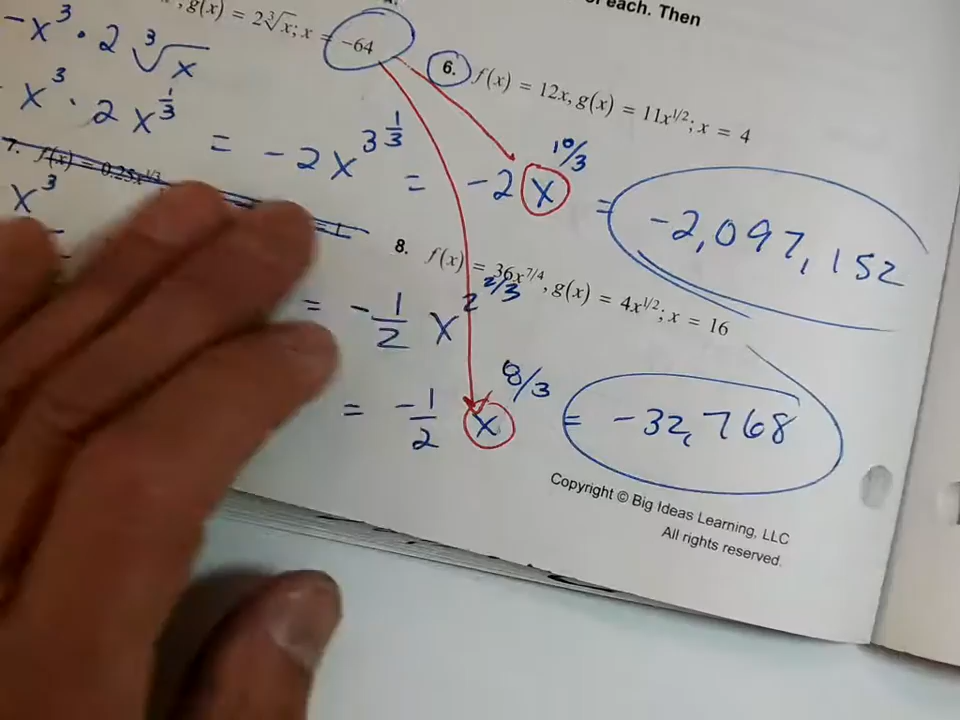 of each. Then
g(x) = 2∛x; x = −64
−x³ · 2 ∛x
x³ · 2x^1/3 = −2x^3 1/3 = −2x^10/3 = −2,097,152
6. f(x) = 12x, g(x) = 11x^1/2; x = 4
7. f(x) = 0.25x^1/3
x³
8. f(x) = 36x^7/4, g(x) = 4x^1/2; x = 16
= −1/2 x^2 2/3
= −1/2 x^8/3 = −32,768
Copyright © Big Ideas Learning, LLC
All rights reserved.